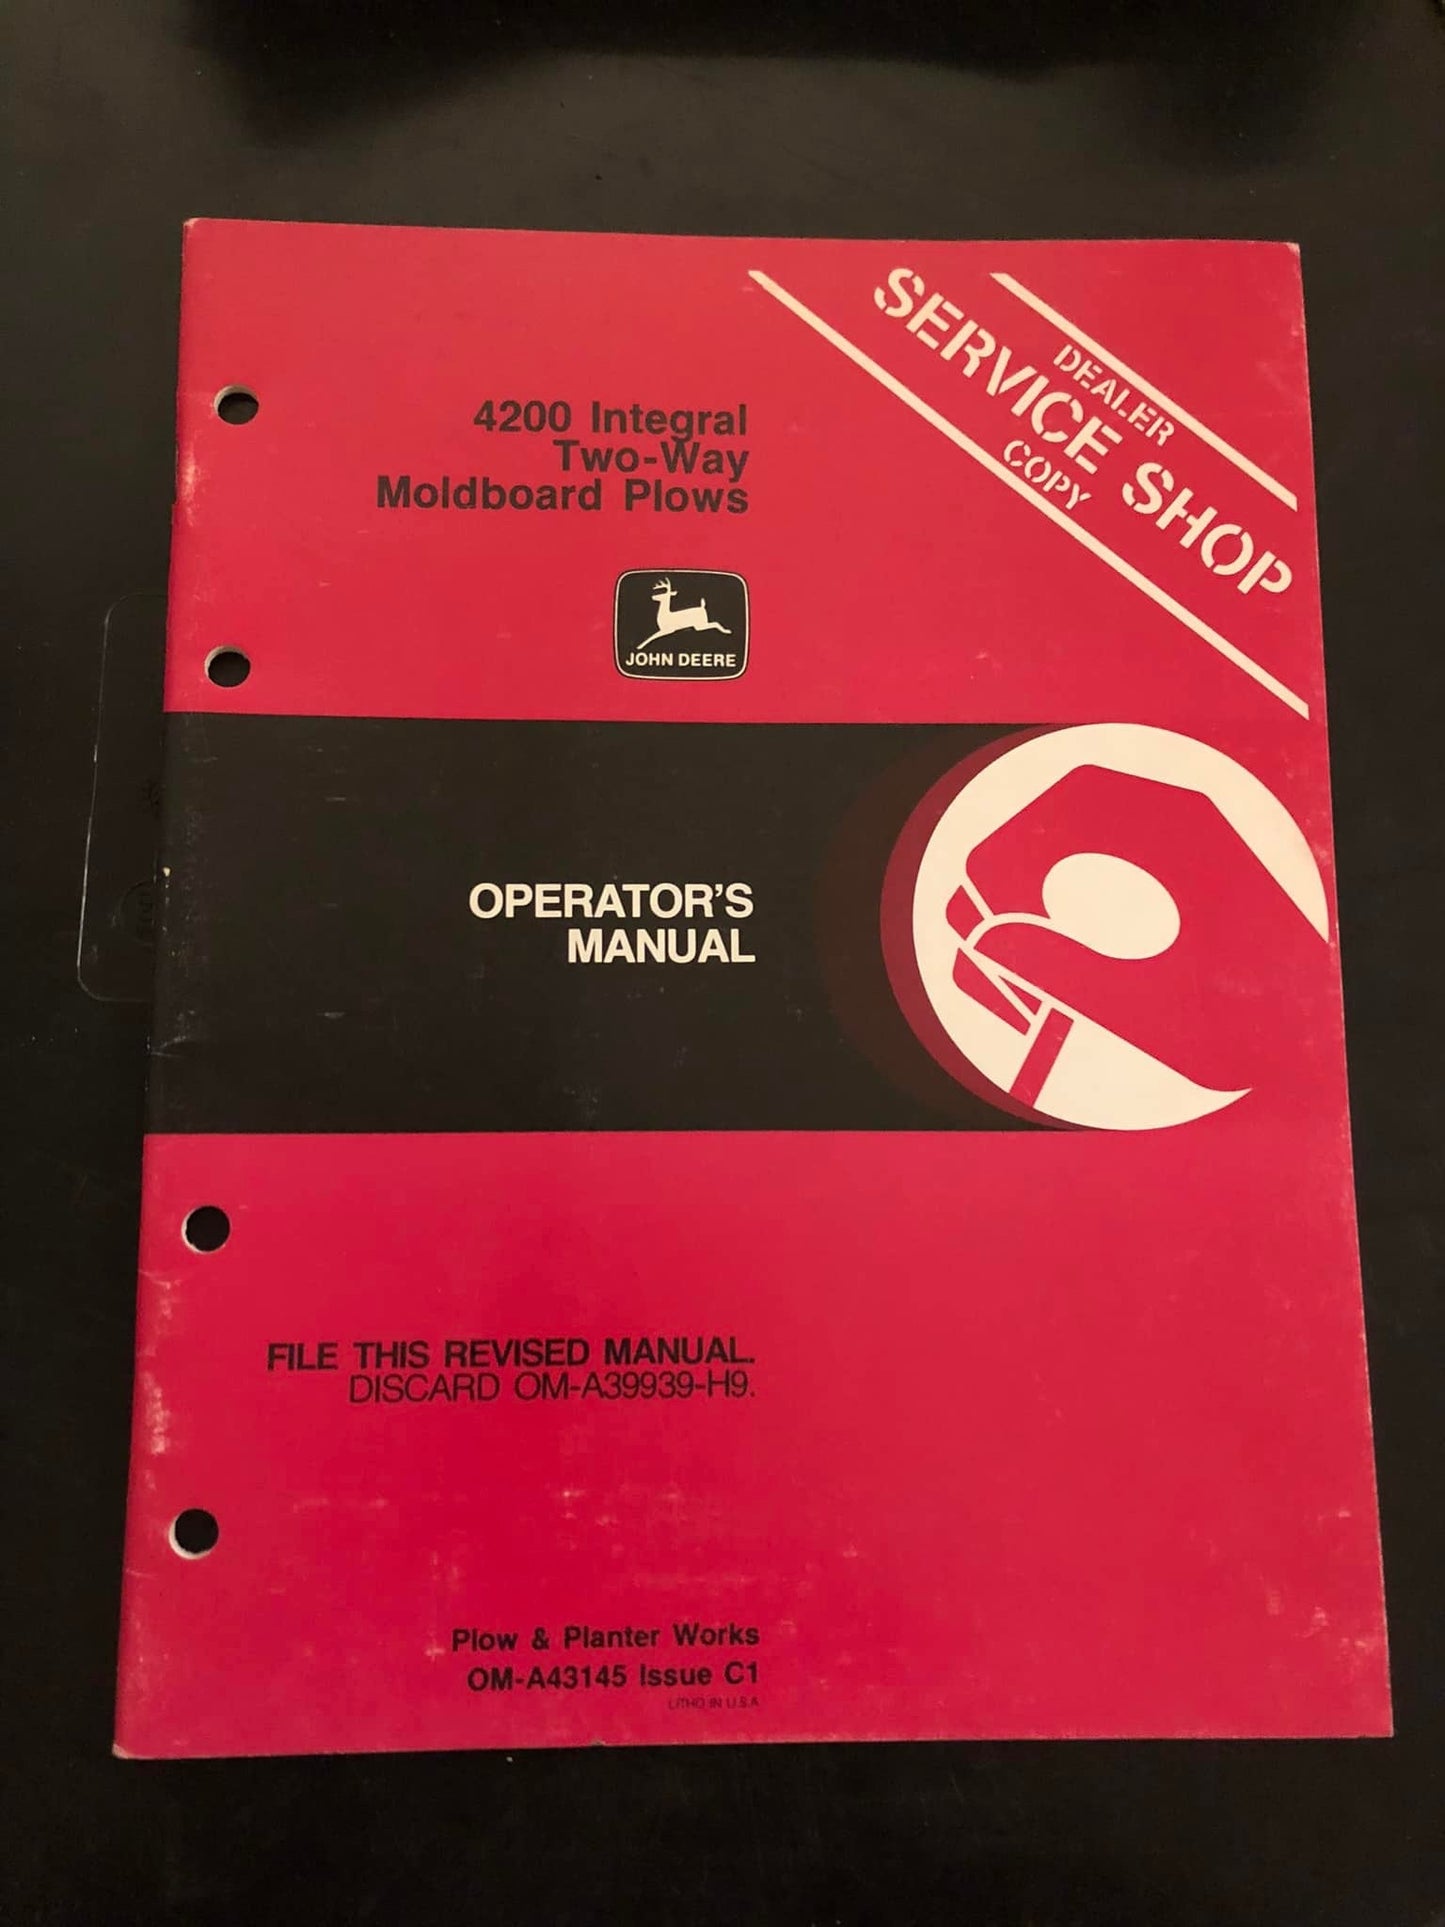 DEALER
SERVICE SHOP
COPY
4200 Integral
Two-Way
Moldboard Plows
JOHN DEERE
OPERATOR'S
MANUAL
FILE THIS REVISED MANUAL.
DISCARD OM-A39939-H9.
Plow & Planter Works
OM-A43145 Issue C1
LITHO IN U.S.A